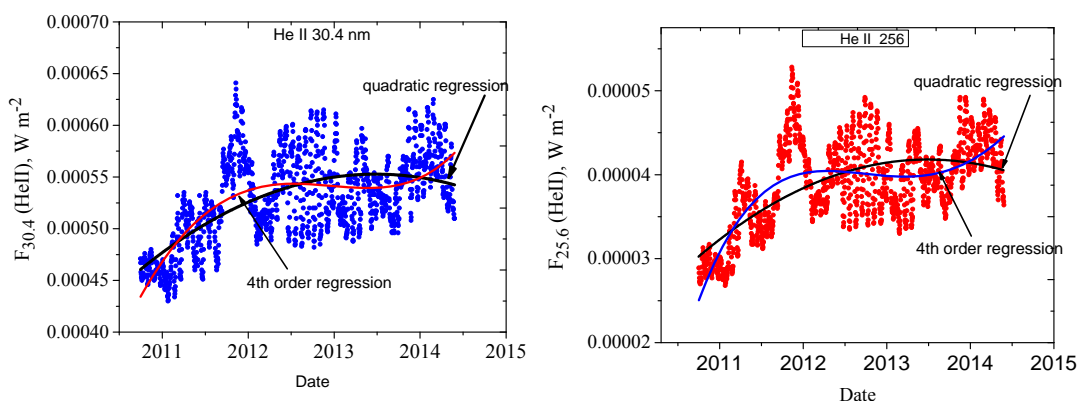 0.00070
0.00065
0.00060
0.00055
0.00050
0.00045
0.00040
F30.4 (HeII), W m-2
He II 30.4 nm
quadratic regression
4th order regression
2011 2012 2013 2014 2015
Date
0.00005
0.00004
0.00003
0.00002
F25.6 (HeII), W m-2
He II 256
quadratic regression
4th order regression
2011 2012 2013 2014 2015
Date